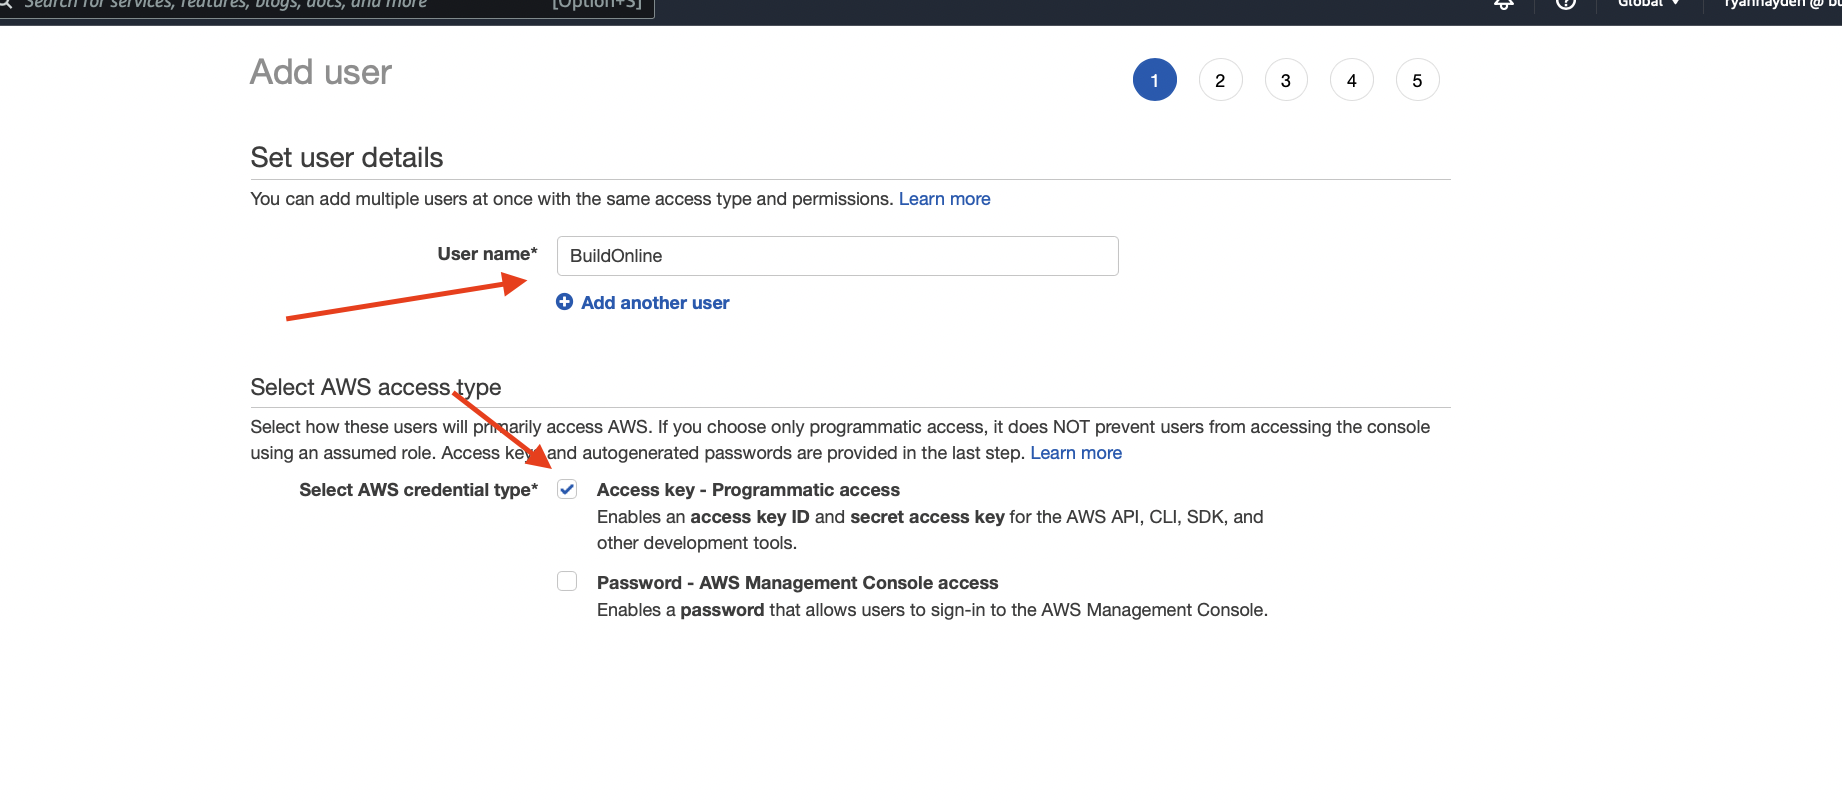 Search for services, features, blogs, docs, and more [Option+S] Global
Add user 1 2 3 4 5
Set user details
You can add multiple users at once with the same access type and permissions. Learn more
User name* BuildOnline
Add another user
Select AWS access type
Select how these users will primarily access AWS. If you choose only programmatic access, it does NOT prevent users from accessing the console
using an assumed role. Access keys and autogenerated passwords are provided in the last step. Learn more
Select AWS credential type* Access key - Programmatic access
Enables an access key ID and secret access key for the AWS API, CLI, SDK, and
other development tools.
Password - AWS Management Console access
Enables a password that allows users to sign-in to the AWS Management Console.